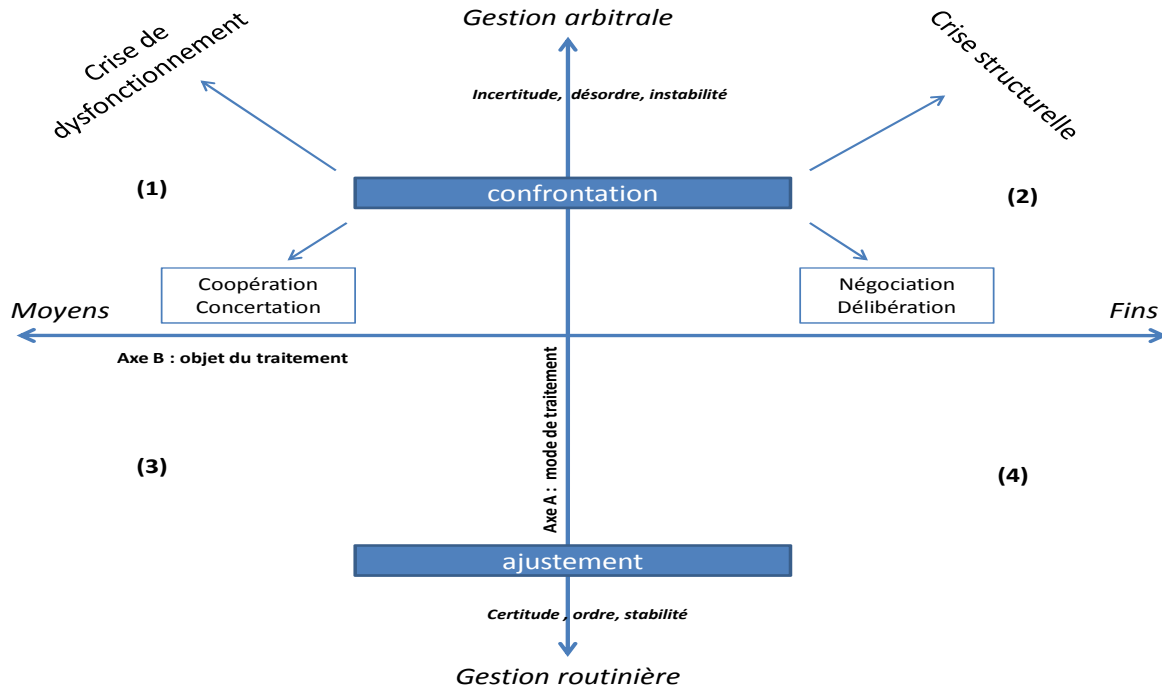 Gestion arbitrale
Crise de
dysfonctionnement
Crise structurelle
Incertitude, désordre, instabilité
(1)
confrontation
(2)
Coopération
Concertation
Négociation
Délibération
Moyens
Fins
Axe B : objet du traitement
Axe A : mode de traitement
(3)
(4)
ajustement
Certitude , ordre, stabilité
Gestion routinière